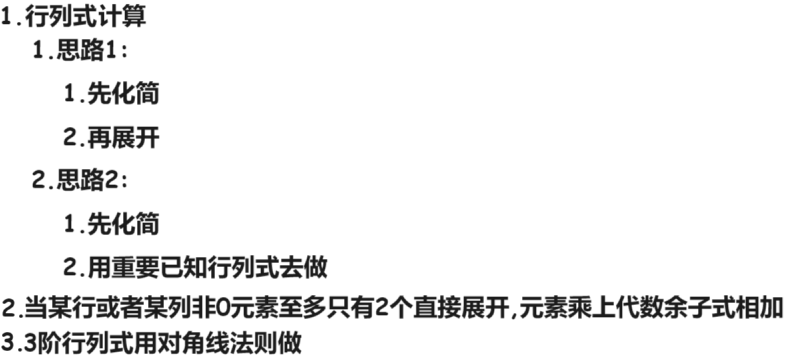 1.行列式计算
1.思路1:
1.先化简
2.再展开
2.思路2:
1.先化简
2.用重要已知行列式去做
2.当某行或者某列非0元素至多只有2个直接展开,元素乘上代数余子式相加
3.3阶行列式用对角线法则做